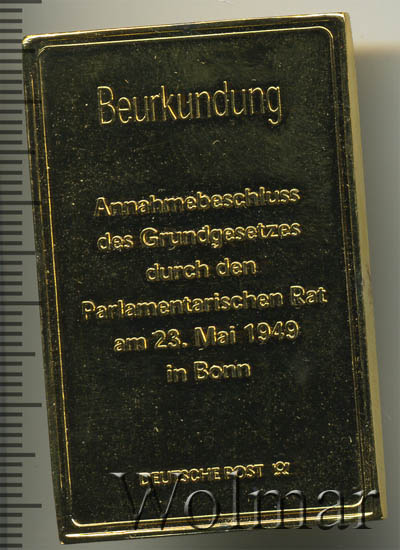 Beurkundung
Annahmebeschluss
des Grundgesetzes
durch den
Parlamentarischen Rat
am 23. Mai 1949
in Bonn
DEUTSCHE POST
Wolmar